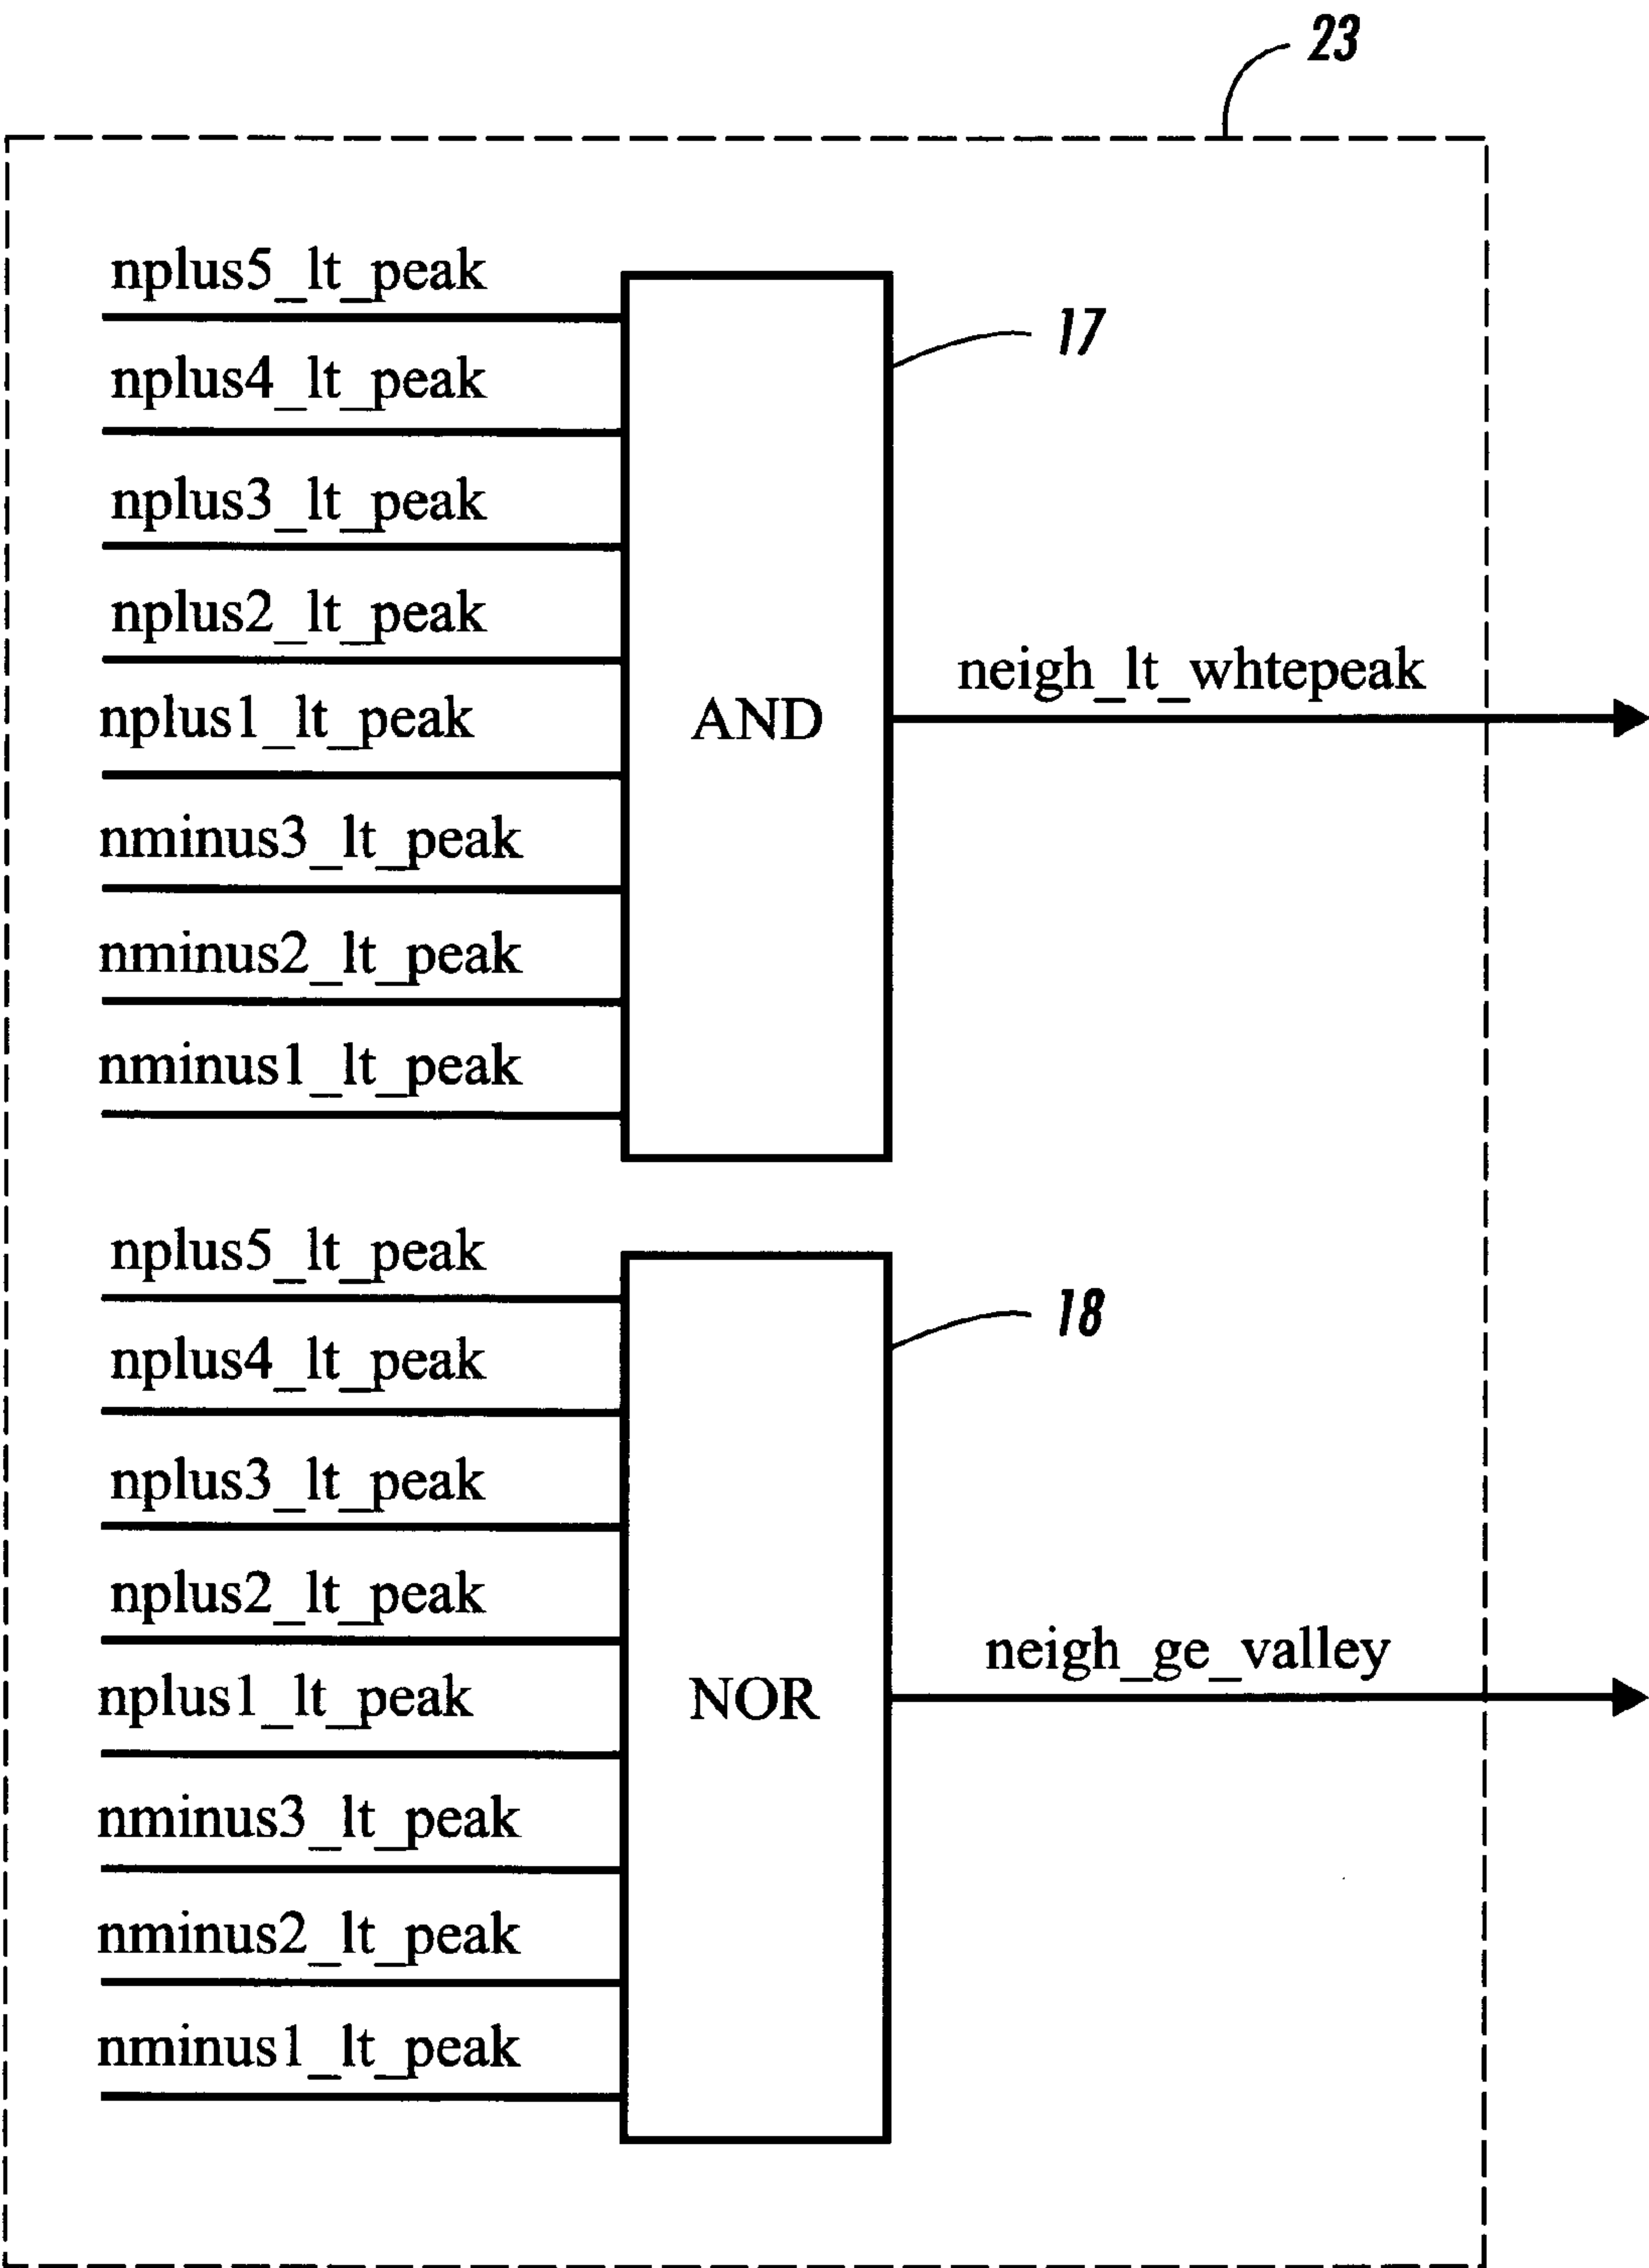 23
nplus5_lt_peak
17
nplus4_lt_peak
nplus3_lt_peak
nplus2_lt_peak
neigh_lt_whtepeak
nplus1_lt_peak
AND
nminus3_lt_peak
nminus2_lt_peak
nminus1_lt_peak
nplus5_lt_peak
18
nplus4_lt_peak
nplus3_lt_peak
nplus2_lt_peak
neigh_ge_valley
nplus1_lt_peak
NOR
nminus3_lt_peak
nminus2_lt_peak
nminus1_lt_peak